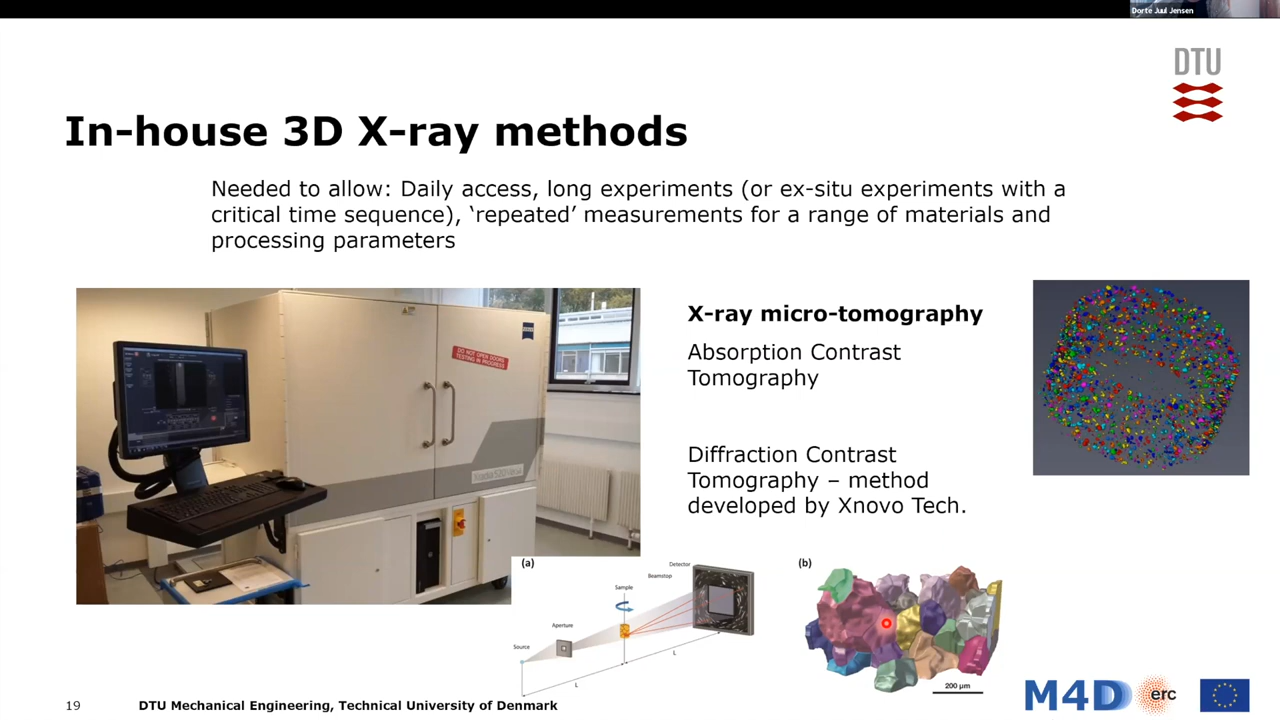 Dorte Juul Jensen
DTU
In-house 3D X-ray methods
Needed to allow: Daily access, long experiments (or ex-situ experiments with a
critical time sequence), ‘repeated’ measurements for a range of materials and
processing parameters
DO NOT OPEN DOORS
TESTING IN PROGRESS
X-ray micro-tomography
Absorption Contrast
Tomography
Diffraction Contrast
Tomography – method
developed by Xnovo Tech.
(a)
Detector
Beamstop
Sample
Aperture
Source
L
L
(b)
200 µm
19
DTU Mechanical Engineering, Technical University of Denmark
M4D
erc